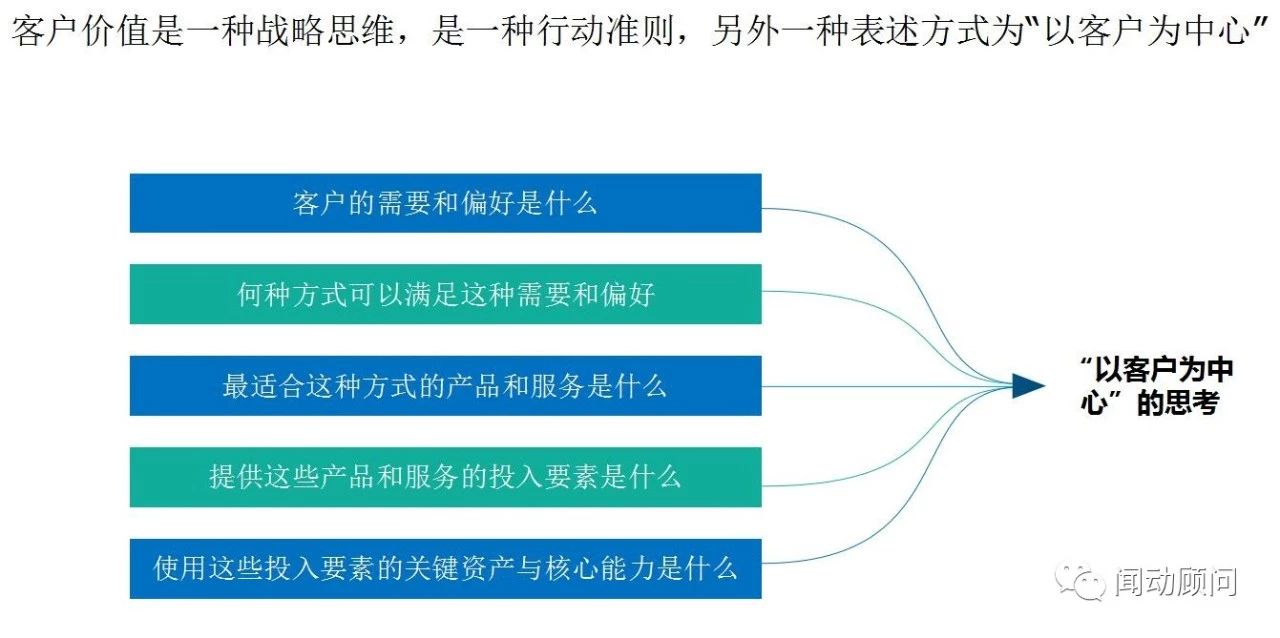 客户价值是一种战略思维，是一种行动准则，另外一种表述方式为“以客户为中心”
客户的需要和偏好是什么
何种方式可以满足这种需要和偏好
最适合这种方式的产品和服务是什么
提供这些产品和服务的投入要素是什么
使用这些投入要素的关键资产与核心能力是什么
“以客户为中
心”的思考
闻动顾问